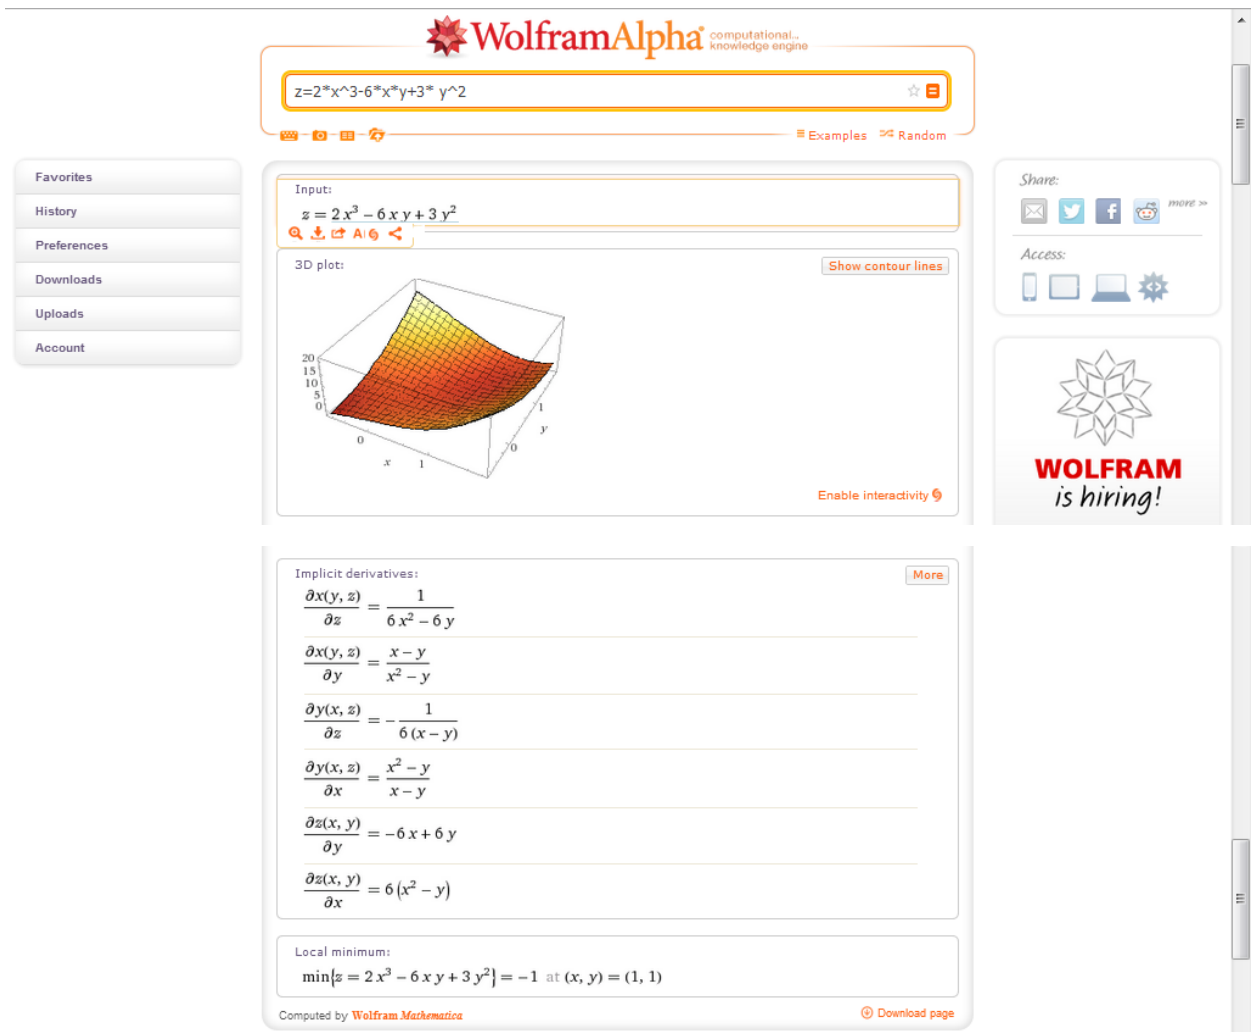 WolframAlpha computational... knowledge engine
z=2*x^3-6*x*y+3* y^2
Examples Random
Favorites
History
Preferences
Downloads
Uploads
Account
Input:
z = 2 x³ − 6 x y + 3 y²
A
3D plot:
Show contour lines
20
15
10
5
0
0
x
1
0
1
y
Enable interactivity
Share:
more »
Access:
WOLFRAM
is hiring!
Implicit derivatives:
More
∂x(y, z)/∂z = 1/(6 x² − 6 y)
∂x(y, z)/∂y = (x − y)/(x² − y)
∂y(x, z)/∂z = − 1/(6 (x − y))
∂y(x, z)/∂x = (x² − y)/(x − y)
∂z(x, y)/∂y = −6 x + 6 y
∂z(x, y)/∂x = 6 (x² − y)
Local minimum:
min{z = 2 x³ − 6 x y + 3 y²} = −1 at (x, y) = (1, 1)
Computed by Wolfram Mathematica
Download page